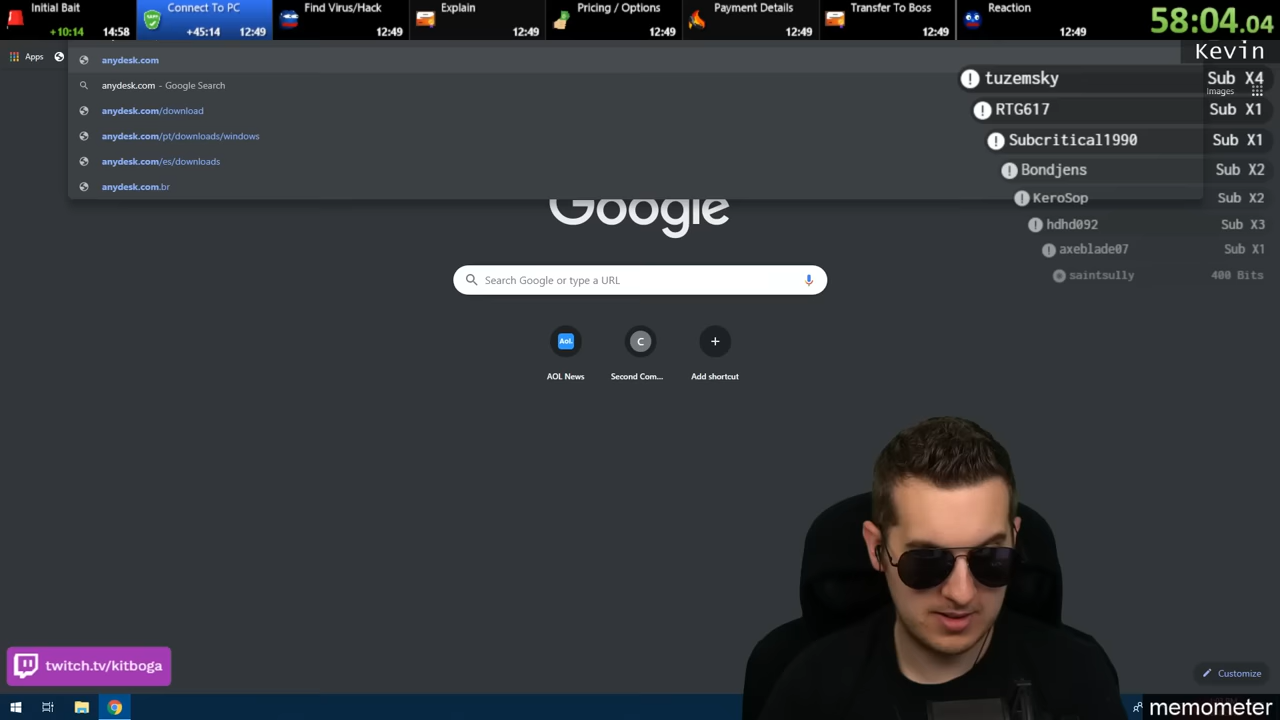 Initial Bait
+10:14 14:58
Connect To PC
+45:14 12:49
Find Virus/Hack
12:49
Explain
12:49
Pricing / Options
12:49
Payment Details
12:49
Transfer To Boss
12:49
Reaction
12:49
58:04.04
Kevin
Apps
anydesk.com
anydesk.com - Google Search
anydesk.com/download
anydesk.com/pt/downloads/windows
anydesk.com/es/downloads
anydesk.com.br
tuzemsky Sub X4
Images
RTG617 Sub X1
Subcritical1990 Sub X1
Bondjens Sub X2
KeroSop Sub X2
hdhd092 Sub X3
axeblade07 Sub X1
saintsully 400 Bits
Google
Search Google or type a URL
Aol.
C
AOL News
Second Com...
Add shortcut
twitch.tv/kitboga
Customize
memometer